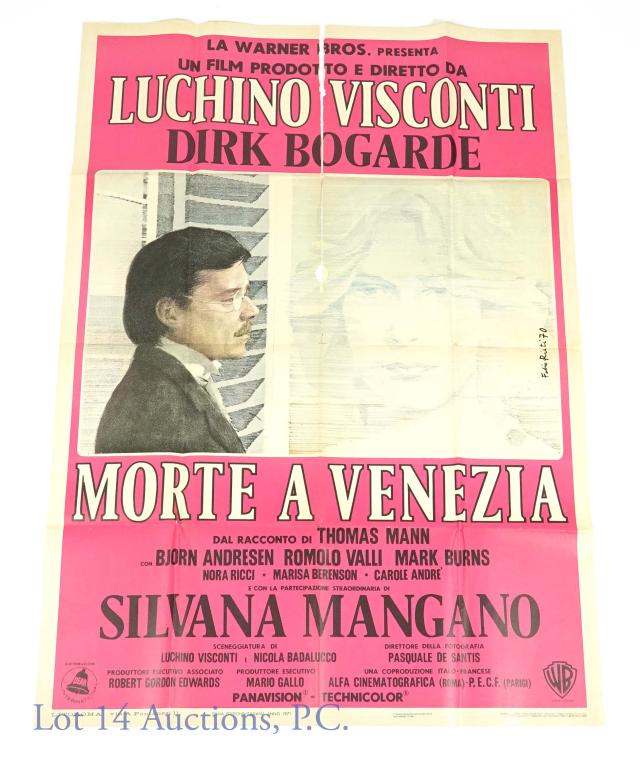 LA WARNER BROS. PRESENTA
UN FILM PRODOTTO E DIRETTO DA
LUCHINO VISCONTI
DIRK BOGARDE
MORTE A VENEZIA
DAL RACCONTO DI THOMAS MANN
CON BJORN ANDRESEN ROMOLO VALLI MARK BURNS
NORA RICCI • MARISA BERENSON • CAROLE ANDRE'
E CON LA PARTECIPAZIONE STRAORDINARIA DI
SILVANA MANGANO
SCENEGGIATURA DI
LUCHINO VISCONTI E NICOLA BADALUCCO
DIRETTORE DELLA FOTOGRAFIA
PASQUALE DE SANTIS
PRODUTTORE ESECUTIVO ASSOCIATO
ROBERT GORDON EDWARDS
PRODUTTORE ESECUTIVO
MARIO GALLO
UNA COPRODUZIONE ITALO-FRANCESE
ALFA CINEMATOGRAFICA (ROMA) - P.E.C.F. (PARIGI)
PANAVISION® - TECHNICOLOR®
WB
Lot 14 Auctions, P.C.